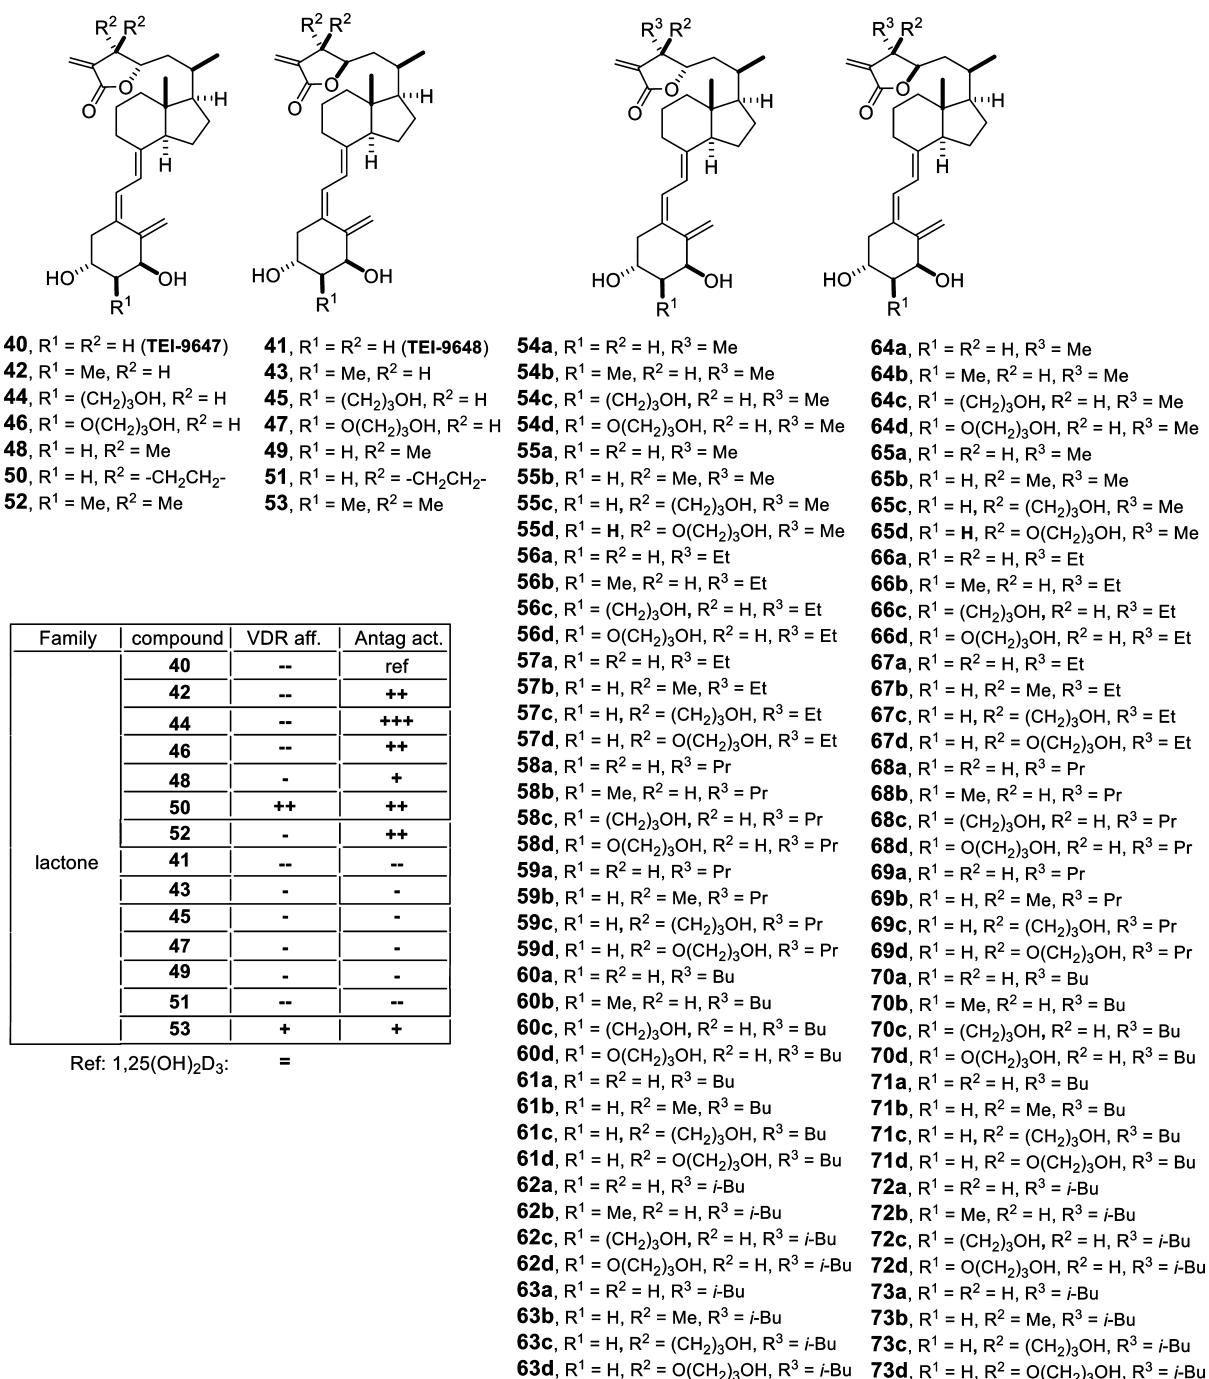 R² R²
O
O
H
H
HO
OH
R¹
R² R²
O
O
H
H
HO
OH
R¹
R³ R²
O
O
H
H
HO
OH
R¹
R³ R²
O
O
H
H
HO
OH
R¹
40, R¹ = R² = H (TEI-9647)
42, R¹ = Me, R² = H
44, R¹ = (CH₂)₃OH, R² = H
46, R¹ = O(CH₂)₃OH, R² = H
48, R¹ = H, R² = Me
50, R¹ = H, R² = -CH₂CH₂-
52, R¹ = Me, R² = Me
41, R¹ = R² = H (TEI-9648)
43, R¹ = Me, R² = H
45, R¹ = (CH₂)₃OH, R² = H
47, R¹ = O(CH₂)₃OH, R² = H
49, R¹ = H, R² = Me
51, R¹ = H, R² = -CH₂CH₂-
53, R¹ = Me, R² = Me
Family compound VDR aff. Antag act.
lactone
40 -- ref
42 -- ++
44 -- +++
46 -- ++
48 - +
50 ++ ++
52 - ++
41 -- --
43 - -
45 - -
47 - -
49 - -
51 -- --
53 + +
Ref: 1,25(OH)₂D₃: =
54a, R¹ = R² = H, R³ = Me
54b, R¹ = Me, R² = H, R³ = Me
54c, R¹ = (CH₂)₃OH, R² = H, R³ = Me
54d, R¹ = O(CH₂)₃OH, R² = H, R³ = Me
55a, R¹ = R² = H, R³ = Me
55b, R¹ = H, R² = Me, R³ = Me
55c, R¹ = H, R² = (CH₂)₃OH, R³ = Me
55d, R¹ = H, R² = O(CH₂)₃OH, R³ = Me
56a, R¹ = R² = H, R³ = Et
56b, R¹ = Me, R² = H, R³ = Et
56c, R¹ = (CH₂)₃OH, R² = H, R³ = Et
56d, R¹ = O(CH₂)₃OH, R² = H, R³ = Et
57a, R¹ = R² = H, R³ = Et
57b, R¹ = H, R² = Me, R³ = Et
57c, R¹ = H, R² = (CH₂)₃OH, R³ = Et
57d, R¹ = H, R² = O(CH₂)₃OH, R³ = Et
58a, R¹ = R² = H, R³ = Pr
58b, R¹ = Me, R² = H, R³ = Pr
58c, R¹ = (CH₂)₃OH, R² = H, R³ = Pr
58d, R¹ = O(CH₂)₃OH, R² = H, R³ = Pr
59a, R¹ = R² = H, R³ = Pr
59b, R¹ = H, R² = Me, R³ = Pr
59c, R¹ = H, R² = (CH₂)₃OH, R³ = Pr
59d, R¹ = H, R² = O(CH₂)₃OH, R³ = Pr
60a, R¹ = R² = H, R³ = Bu
60b, R¹ = Me, R² = H, R³ = Bu
60c, R¹ = (CH₂)₃OH, R² = H, R³ = Bu
60d, R¹ = O(CH₂)₃OH, R² = H, R³ = Bu
61a, R¹ = R² = H, R³ = Bu
61b, R¹ = H, R² = Me, R³ = Bu
61c, R¹ = H, R² = (CH₂)₃OH, R³ = Bu
61d, R¹ = H, R² = O(CH₂)₃OH, R³ = Bu
62a, R¹ = R² = H, R³ = i-Bu
62b, R¹ = Me, R² = H, R³ = i-Bu
62c, R¹ = (CH₂)₃OH, R² = H, R³ = i-Bu
62d, R¹ = O(CH₂)₃OH, R² = H, R³ = i-Bu
63a, R¹ = R² = H, R³ = i-Bu
63b, R¹ = H, R² = Me, R³ = i-Bu
63c, R¹ = H, R² = (CH₂)₃OH, R³ = i-Bu
63d, R¹ = H, R² = O(CH₂)₃OH, R³ = i-Bu
64a, R¹ = R² = H, R³ = Me
64b, R¹ = Me, R² = H, R³ = Me
64c, R¹ = (CH₂)₃OH, R² = H, R³ = Me
64d, R¹ = O(CH₂)₃OH, R² = H, R³ = Me
65a, R¹ = R² = H, R³ = Me
65b, R¹ = H, R² = Me, R³ = Me
65c, R¹ = H, R² = (CH₂)₃OH, R³ = Me
65d, R¹ = H, R² = O(CH₂)₃OH, R³ = Me
66a, R¹ = R² = H, R³ = Et
66b, R¹ = Me, R² = H, R³ = Et
66c, R¹ = (CH₂)₃OH, R² = H, R³ = Et
66d, R¹ = O(CH₂)₃OH, R² = H, R³ = Et
67a, R¹ = R² = H, R³ = Et
67b, R¹ = H, R² = Me, R³ = Et
67c, R¹ = H, R² = (CH₂)₃OH, R³ = Et
67d, R¹ = H, R² = O(CH₂)₃OH, R³ = Et
68a, R¹ = R² = H, R³ = Pr
68b, R¹ = Me, R² = H, R³ = Pr
68c, R¹ = (CH₂)₃OH, R² = H, R³ = Pr
68d, R¹ = O(CH₂)₃OH, R² = H, R³ = Pr
69a, R¹ = R² = H, R³ = Pr
69b, R¹ = H, R² = Me, R³ = Pr
69c, R¹ = H, R² = (CH₂)₃OH, R³ = Pr
69d, R¹ = H, R² = O(CH₂)₃OH, R³ = Pr
70a, R¹ = R² = H, R³ = Bu
70b, R¹ = Me, R² = H, R³ = Bu
70c, R¹ = (CH₂)₃OH, R² = H, R³ = Bu
70d, R¹ = O(CH₂)₃OH, R² = H, R³ = Bu
71a, R¹ = R² = H, R³ = Bu
71b, R¹ = H, R² = Me, R³ = Bu
71c, R¹ = H, R² = (CH₂)₃OH, R³ = Bu
71d, R¹ = H, R² = O(CH₂)₃OH, R³ = Bu
72a, R¹ = R² = H, R³ = i-Bu
72b, R¹ = Me, R² = H, R³ = i-Bu
72c, R¹ = (CH₂)₃OH, R² = H, R³ = i-Bu
72d, R¹ = O(CH₂)₃OH, R² = H, R³ = i-Bu
73a, R¹ = R² = H, R³ = i-Bu
73b, R¹ = H, R² = Me, R³ = i-Bu
73c, R¹ = H, R² = (CH₂)₃OH, R³ = i-Bu
73d, R¹ = H, R² = O(CH₂)₃OH, R³ = i-Bu